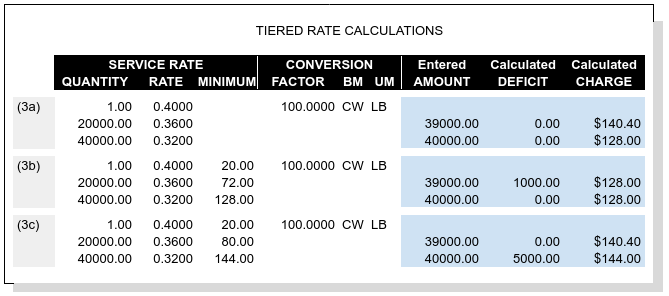 TIERED RATE CALCULATIONS
SERVICE RATE CONVERSION Entered Calculated Calculated
QUANTITY RATE MINIMUM FACTOR BM UM AMOUNT DEFICIT CHARGE
(3a) 1.00 0.4000 100.0000 CW LB
20000.00 0.3600 39000.00 0.00 $140.40
40000.00 0.3200 40000.00 0.00 $128.00
(3b) 1.00 0.4000 20.00 100.0000 CW LB
20000.00 0.3600 72.00 39000.00 1000.00 $128.00
40000.00 0.3200 128.00 40000.00 0.00 $128.00
(3c) 1.00 0.4000 20.00 100.0000 CW LB
20000.00 0.3600 80.00 39000.00 0.00 $140.40
40000.00 0.3200 144.00 40000.00 5000.00 $144.00